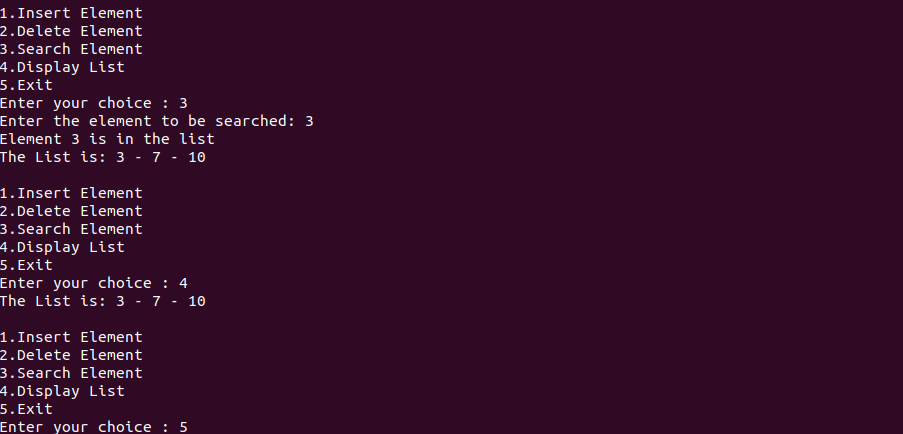 1.Insert Element
2.Delete Element
3.Search Element
4.Display List
5.Exit
Enter your choice : 3
Enter the element to be searched: 3
Element 3 is in the list
The List is: 3 - 7 - 10
1.Insert Element
2.Delete Element
3.Search Element
4.Display List
5.Exit
Enter your choice : 4
The List is: 3 - 7 - 10
1.Insert Element
2.Delete Element
3.Search Element
4.Display List
5.Exit
Enter your choice : 5